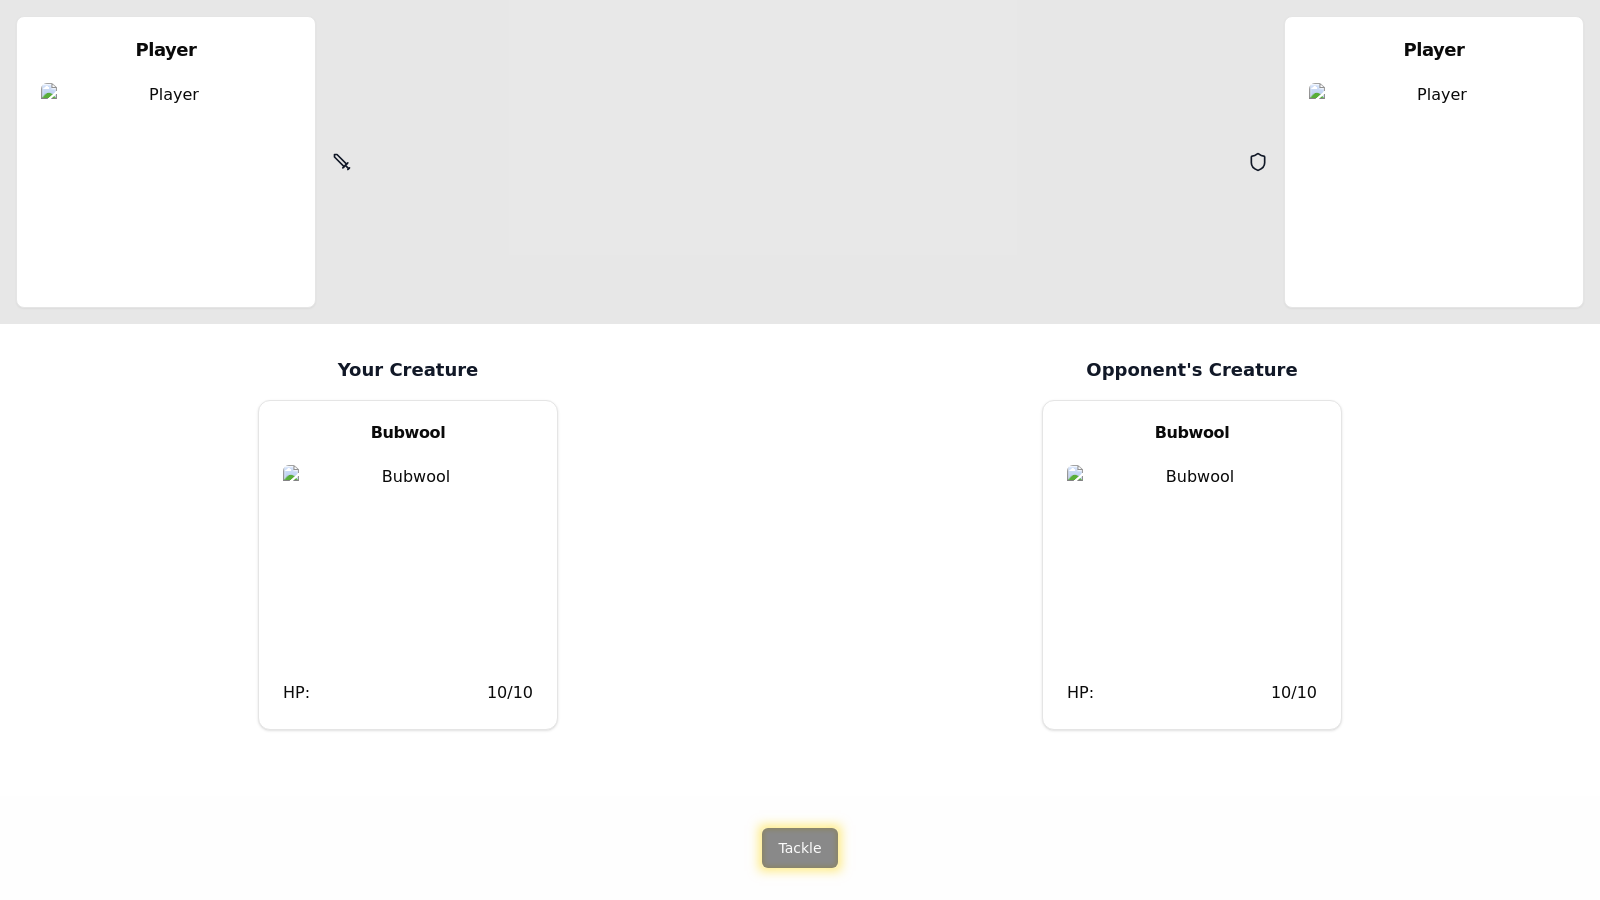 Player
Player
Player
Player
Your Creature
Opponent's Creature
Bubwool
Bubwool
Bubwool
Bubwool
HP: 10/10
HP: 10/10
Tackle